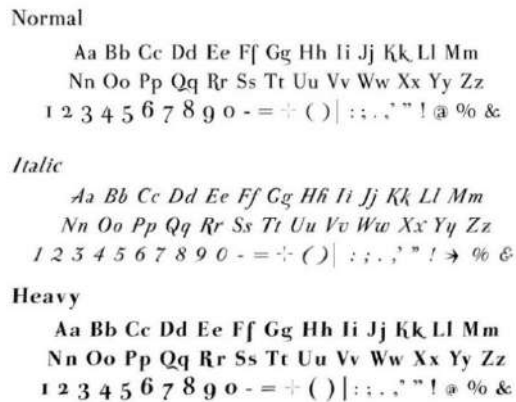 Normal
Aa Bb Cc Dd Ee Ff Gg Hh Ii Jj Kk Ll Mm
Nn Oo Pp Qq Rr Ss Tt Uu Vv Ww Xx Yy Zz
1 2 3 4 5 6 7 8 9 0 - = ÷ ( ) | : ; . , ’ ” ! @ % &
Italic
Aa Bb Cc Dd Ee Ff Gg Hh Ii Jj Kk Ll Mm
Nn Oo Pp Qq Rr Ss Tt Uu Vv Ww Xx Yy Zz
1 2 3 4 5 6 7 8 9 0 - = ÷ ( ) | : ; . , ’ ” ! → % &
Heavy
Aa Bb Cc Dd Ee Ff Gg Hh Ii Jj Kk Ll Mm
Nn Oo Pp Qq Rr Ss Tt Uu Vv Ww Xx Yy Zz
1 2 3 4 5 6 7 8 9 0 - = ÷ ( ) | : ; . , ’ ” ! @ % &